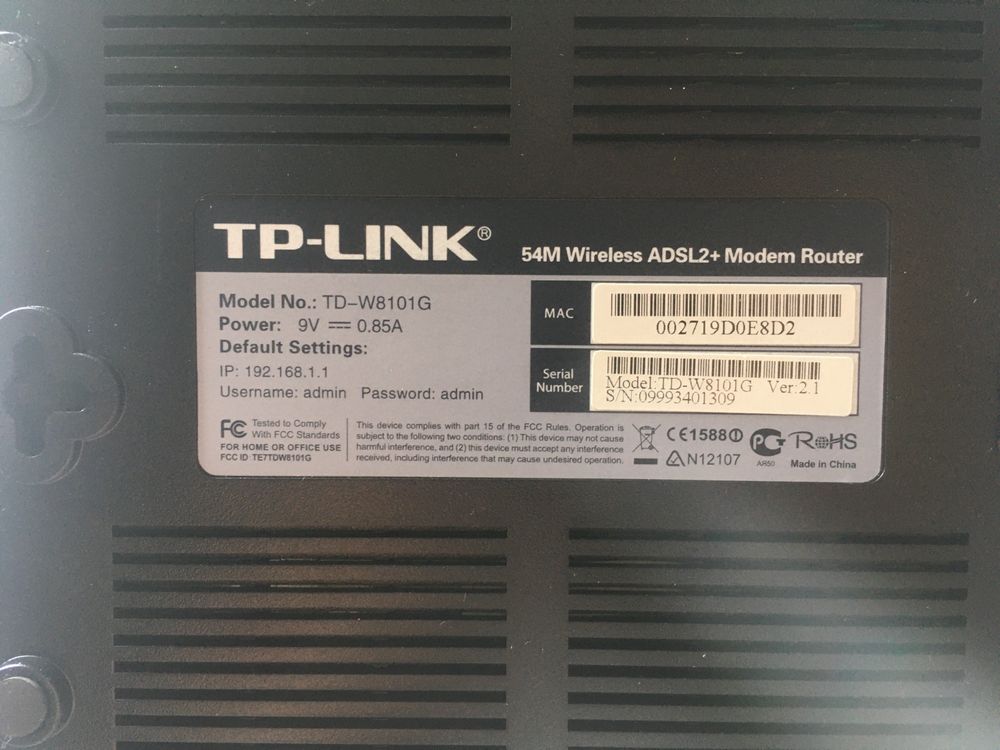 TP-LINK®
54M Wireless ADSL2+ Modem Router
Model No.: TD-W8101G
Power: 9V 0.85A
Default Settings:
IP: 192.168.1.1
Username: admin Password: admin
MAC
002719D0E8D2
Serial
Number
Model:TD-W8101G Ver:2.1
S/N:09993401309
FC Tested to Comply
With FCC Standards
FOR HOME OR OFFICE USE
FCC ID TE7TDW8101G
This device complies with part 15 of the FCC Rules. Operation is
subject to the following two conditions: (1) This device may not cause
harmful interference, and (2) this device must accept any interference
received, including interference that may cause undesired operation.
CE1588
N12107
AR50
RoHS
Made in China